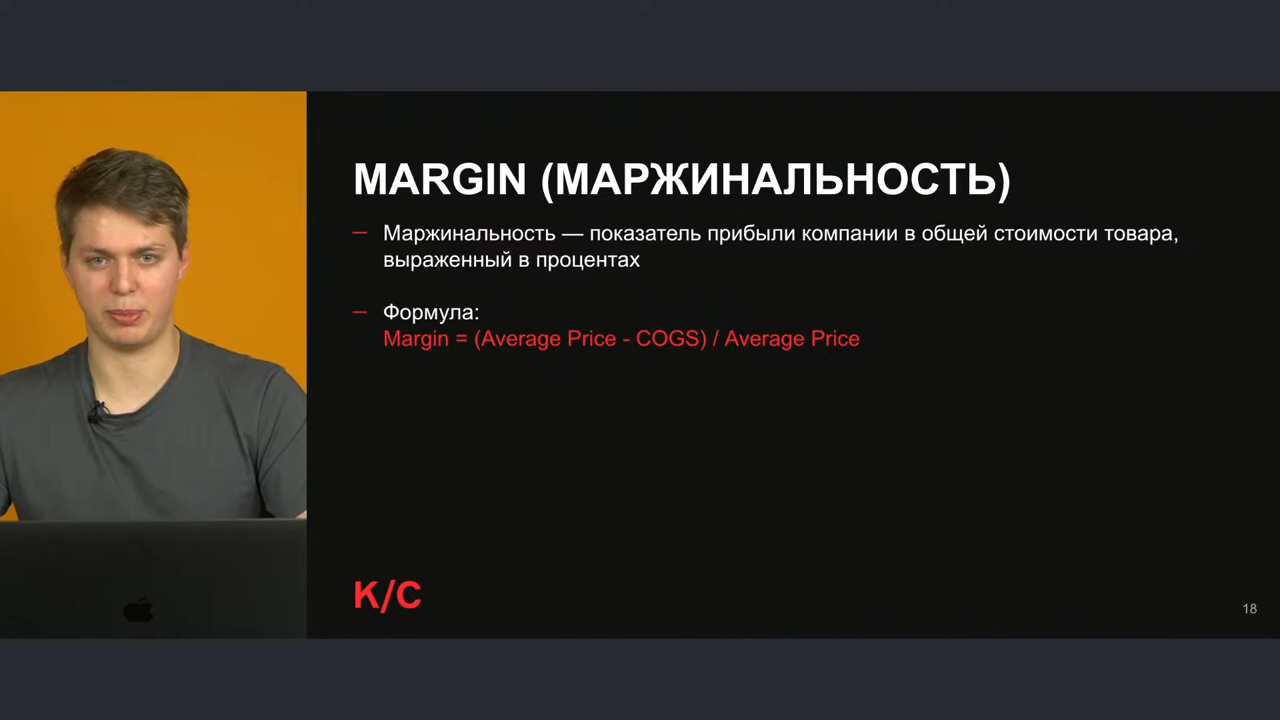 MARGIN (МАРЖИНАЛЬНОСТЬ)
— Маржинальность — показатель прибыли компании в общей стоимости товара,
выраженный в процентах
— Формула:
Margin = (Average Price - COGS) / Average Price
K/C
18